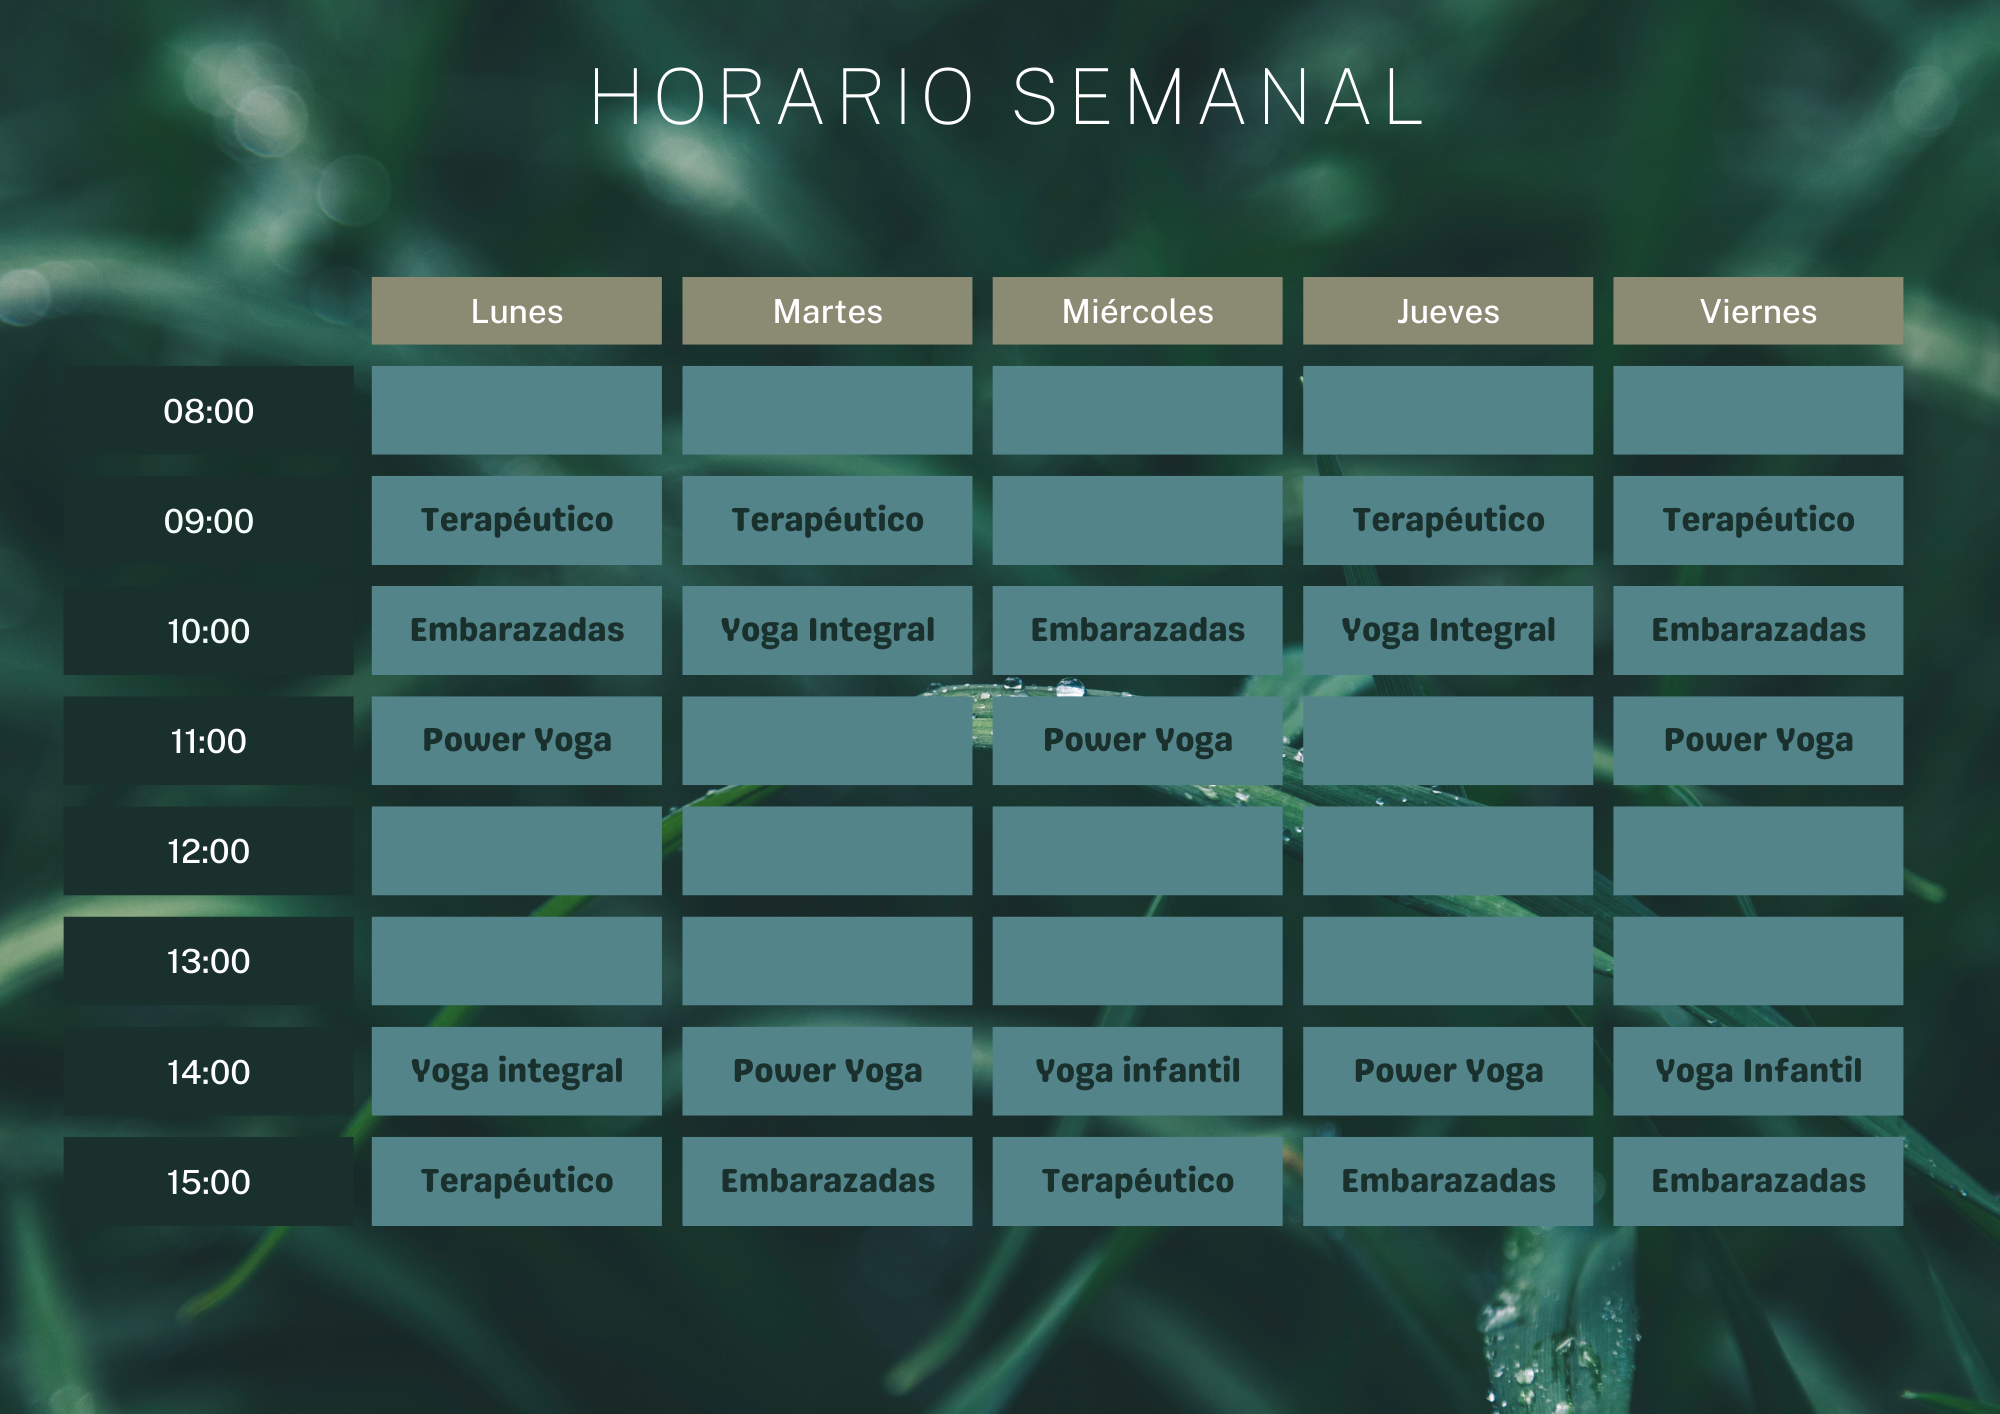 HORARIO SEMANAL
Lunes Martes Miércoles Jueves Viernes
08:00
09:00 Terapéutico Terapéutico Terapéutico Terapéutico
10:00 Embarazadas Yoga Integral Embarazadas Yoga Integral Embarazadas
11:00 Power Yoga Power Yoga Power Yoga
12:00
13:00
14:00 Yoga integral Power Yoga Yoga infantil Power Yoga Yoga Infantil
15:00 Terapéutico Embarazadas Terapéutico Embarazadas Embarazadas